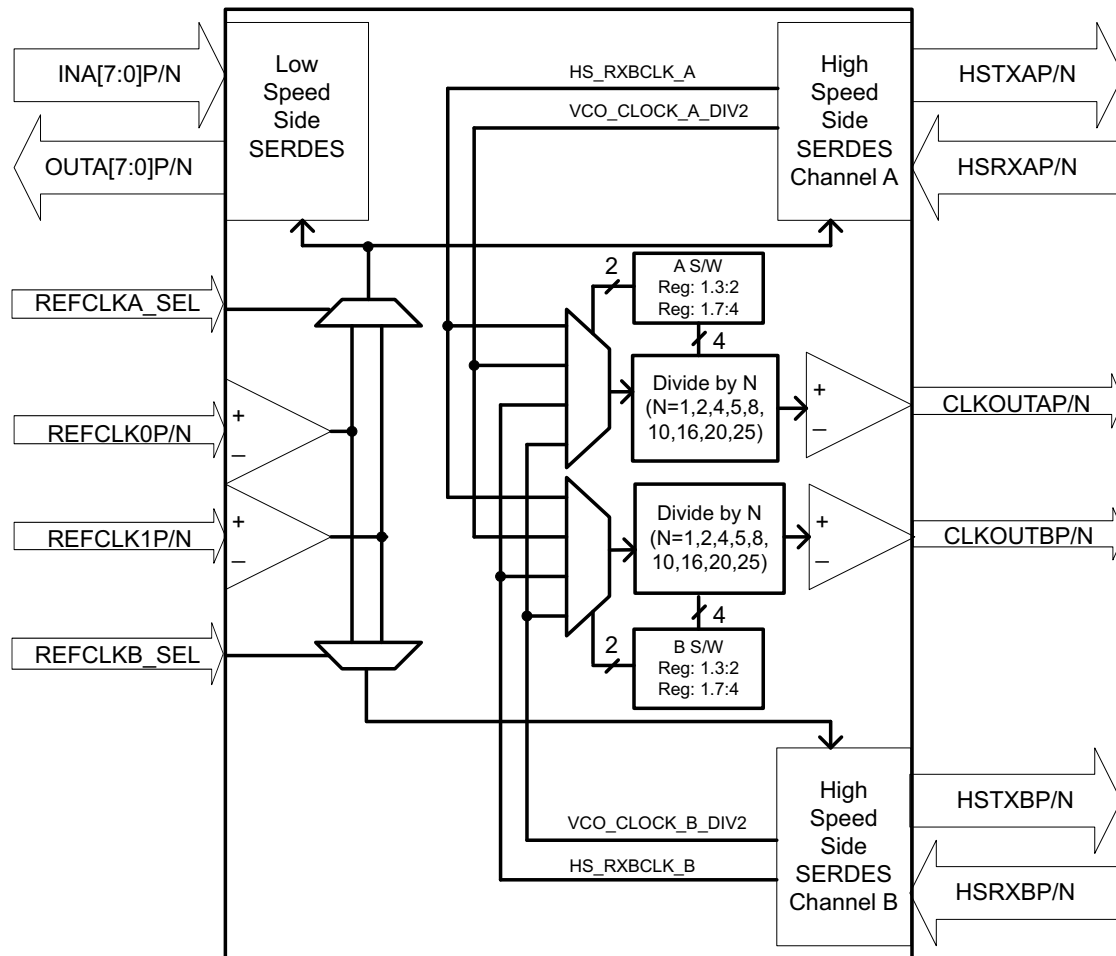 INA[7:0]P/N
OUTA[7:0]P/N
Low
Speed
Side
SERDES
HS_RXBCLK_A
VCO_CLOCK_A_DIV2
High
Speed
Side
SERDES
Channel A
HSTXAP/N
HSRXAP/N
REFCLKA_SEL
2
A S/W
Reg: 1.3:2
Reg: 1.7:4
4
REFCLK0P/N
+
–
Divide by N
(N=1,2,4,5,8,
10,16,20,25)
+
–
CLKOUTAP/N
REFCLK1P/N
+
–
Divide by N
(N=1,2,4,5,8,
10,16,20,25)
+
–
CLKOUTBP/N
4
2
B S/W
Reg: 1.3:2
Reg: 1.7:4
REFCLKB_SEL
VCO_CLOCK_B_DIV2
HS_RXBCLK_B
High
Speed
Side
SERDES
Channel B
HSTXBP/N
HSRXBP/N